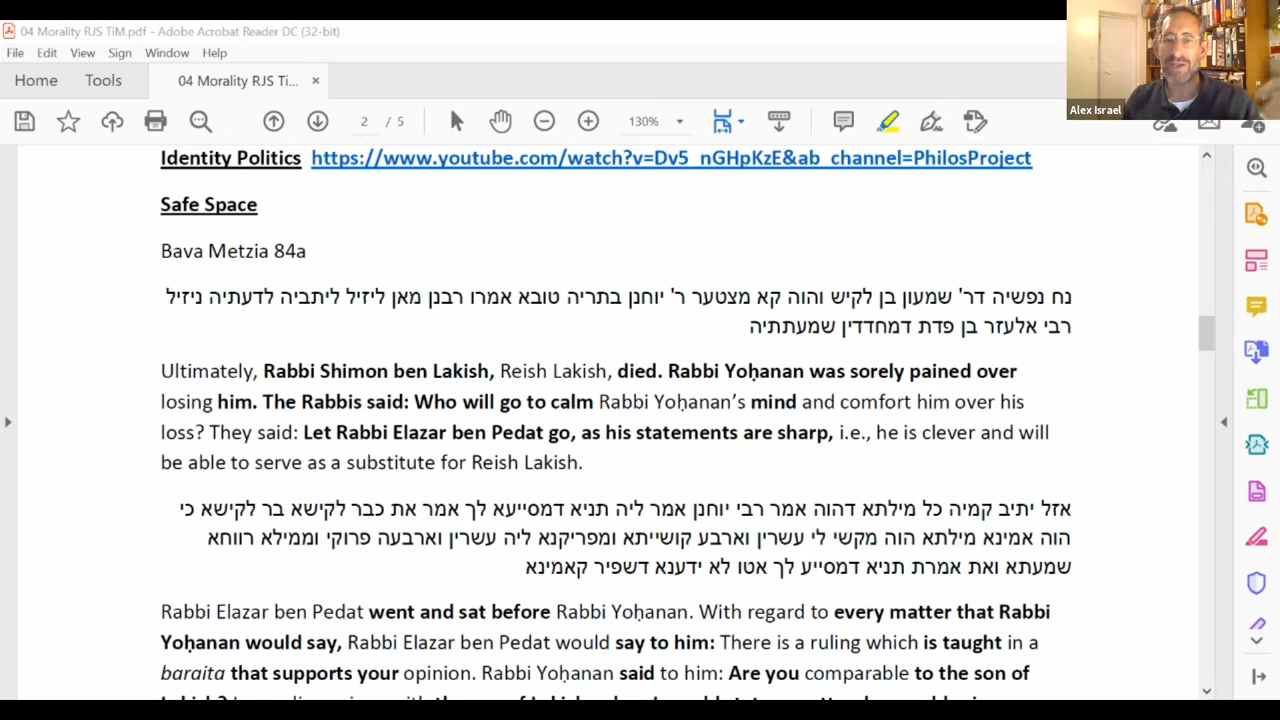 04 Morality RJS TiM.pdf - Adobe Acrobat Reader DC (32-bit)
File Edit View Sign Window Help
Home Tools 04 Morality RJS Ti... ×
2 / 5 130%
Alex Israel
Identity Politics https://www.youtube.com/watch?v=Dv5_nGHpKzE&ab_channel=PhilosProject
Safe Space
Bava Metzia 84a
נח נפשיה דר' שמעון בן לקיש והוה קא מצטער ר' יוחנן בתריה טובא אמרו רבנן מאן ליזיל ליתביה לדעתיה ניזיל
רבי אלעזר בן פדת דמחדדין שמעתתיה
Ultimately, Rabbi Shimon ben Lakish, Reish Lakish, died. Rabbi Yoḥanan was sorely pained over
losing him. The Rabbis said: Who will go to calm Rabbi Yoḥanan's mind and comfort him over his
loss? They said: Let Rabbi Elazar ben Pedat go, as his statements are sharp, i.e., he is clever and will
be able to serve as a substitute for Reish Lakish.
אזל יתיב קמיה כל מילתא דהוה אמר רבי יוחנן אמר ליה תניא דמסייעא לך אמר את כבר לקישא בר לקישא כי
הוה אמינא מילתא הוה מקשי לי עשרין וארבע קושייתא ומפריקנא ליה עשרין וארבעה פרוקי וממילא רווחא
שמעתא ואת אמרת תניא דמסייע לך אטו לא ידענא דשפיר קאמינא
Rabbi Elazar ben Pedat went and sat before Rabbi Yoḥanan. With regard to every matter that Rabbi
Yoḥanan would say, Rabbi Elazar ben Pedat would say to him: There is a ruling which is taught in a
baraita that supports your opinion. Rabbi Yoḥanan said to him: Are you comparable to the son of